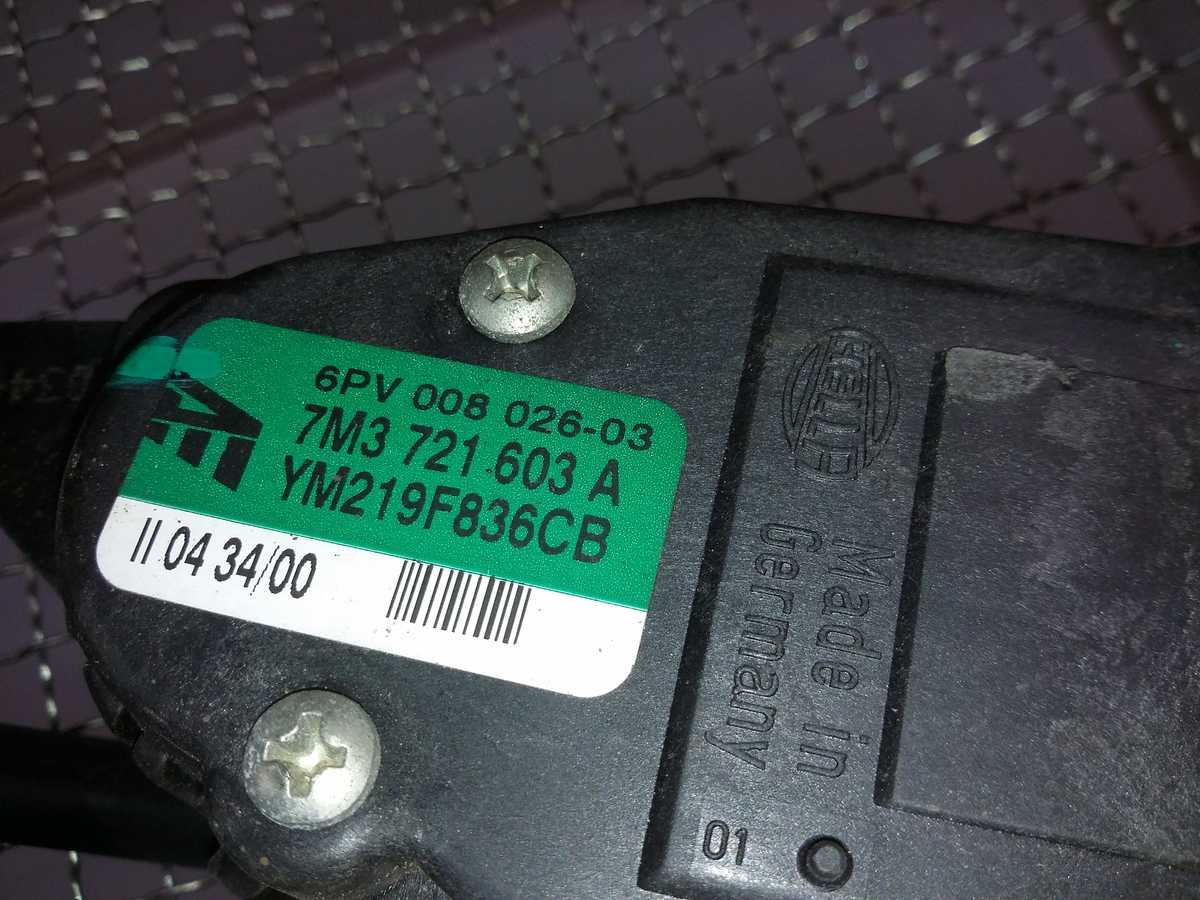 6PV 008 026-03
7M3 721 603 A
YM219F836CB
II 04 34/00
HELLA
Made in
Germany
01